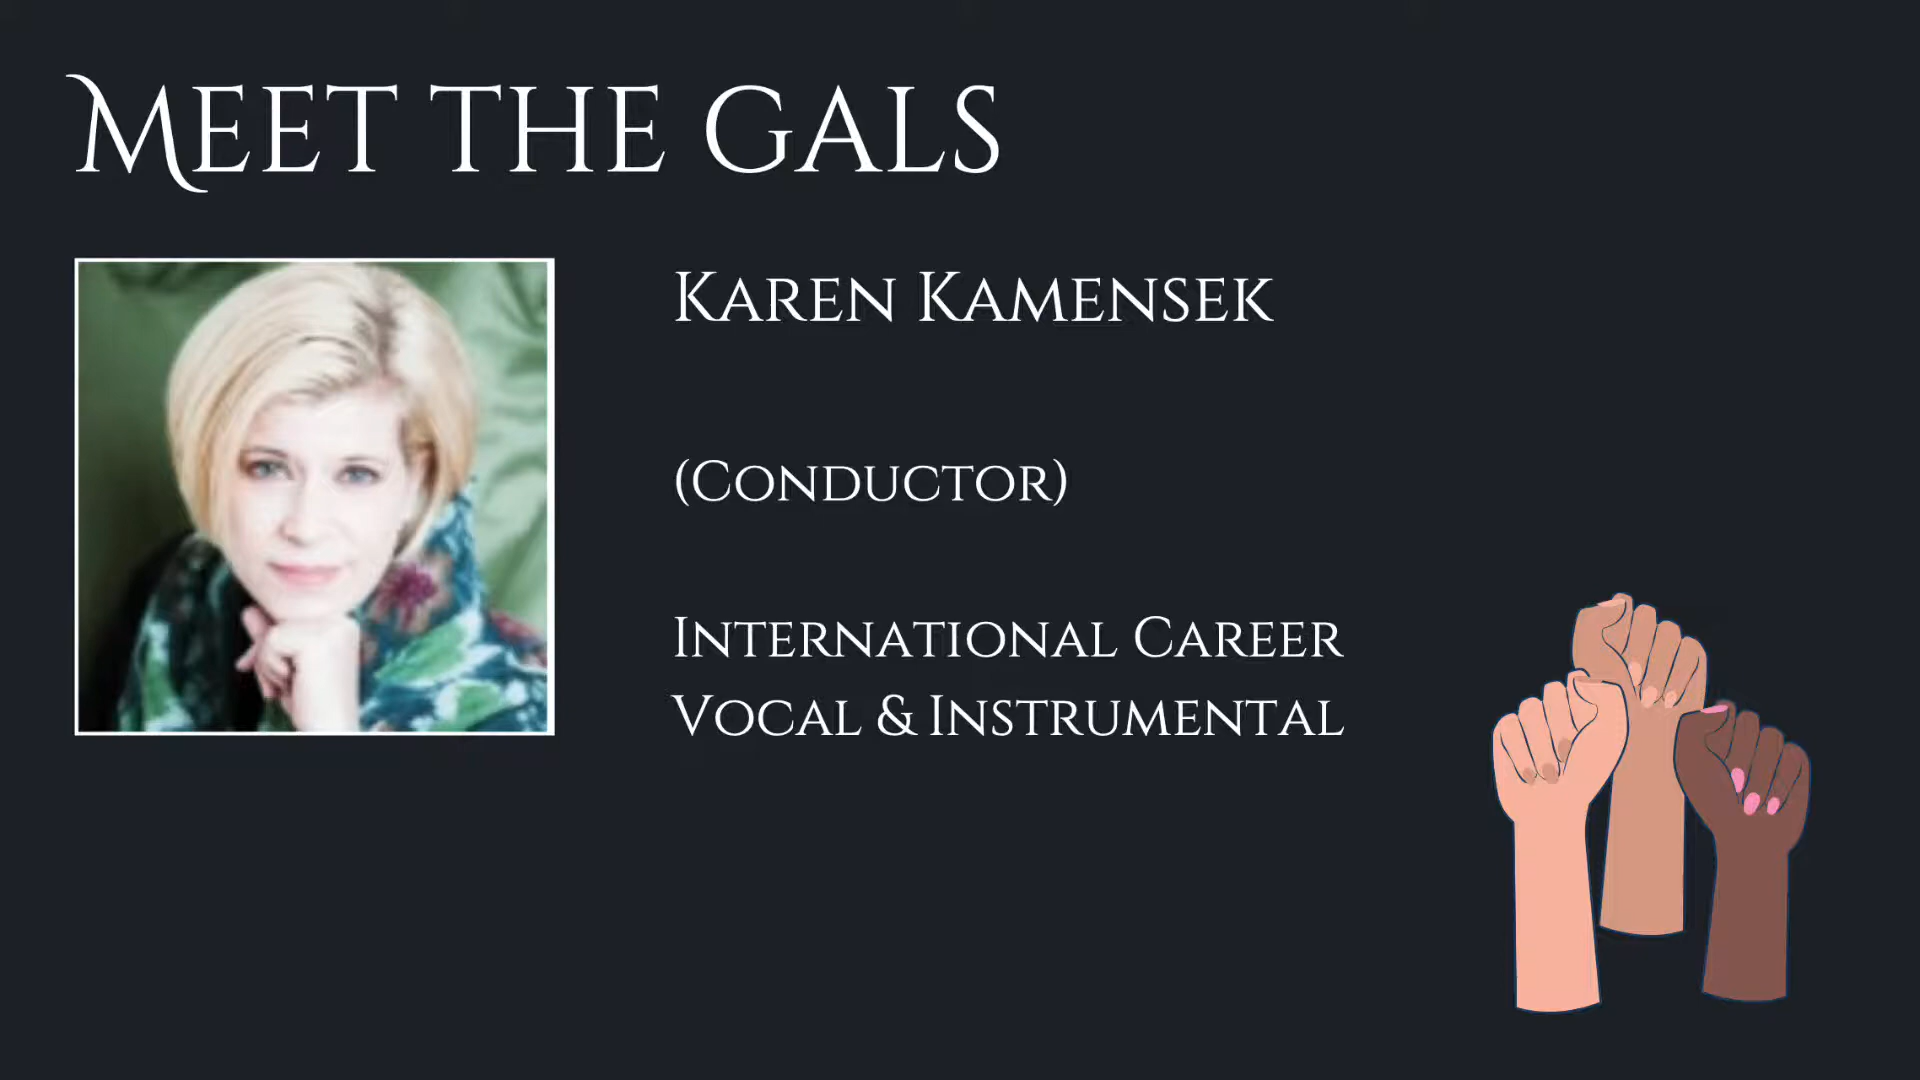 Meet the Gals
Karen Kamensek
(Conductor)
International Career
Vocal & Instrumental